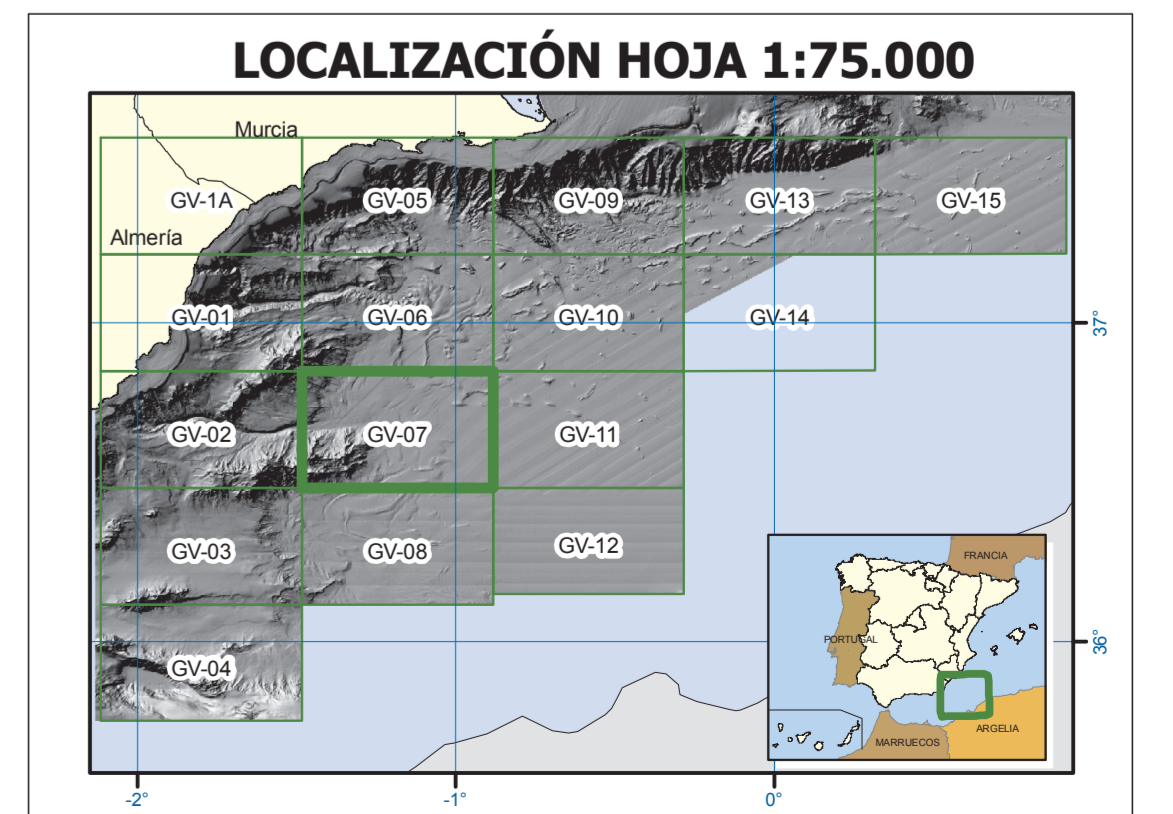 LOCALIZACIÓN HOJA 1:75.000
Murcia
GV-1A
GV-05
GV-09
GV-13
GV-15
Almería
GV-01
GV-06
GV-10
GV-14
37°
GV-02
GV-07
GV-11
GV-03
GV-08
GV-12
FRANCIA
PORTUGAL
36°
GV-04
ARGELIA
MARRUECOS
-2°
-1°
0°